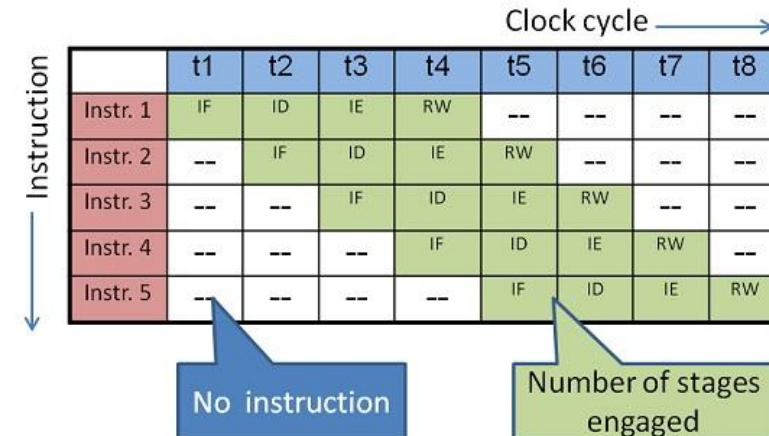 Clock cycle
Instruction
t1 t2 t3 t4 t5 t6 t7 t8
Instr. 1 IF ID IE RW -- -- -- --
Instr. 2 -- IF ID IE RW -- -- --
Instr. 3 -- -- IF ID IE RW -- --
Instr. 4 -- -- -- IF ID IE RW --
Instr. 5 -- -- -- -- IF ID IE RW
No instruction
Number of stages
engaged